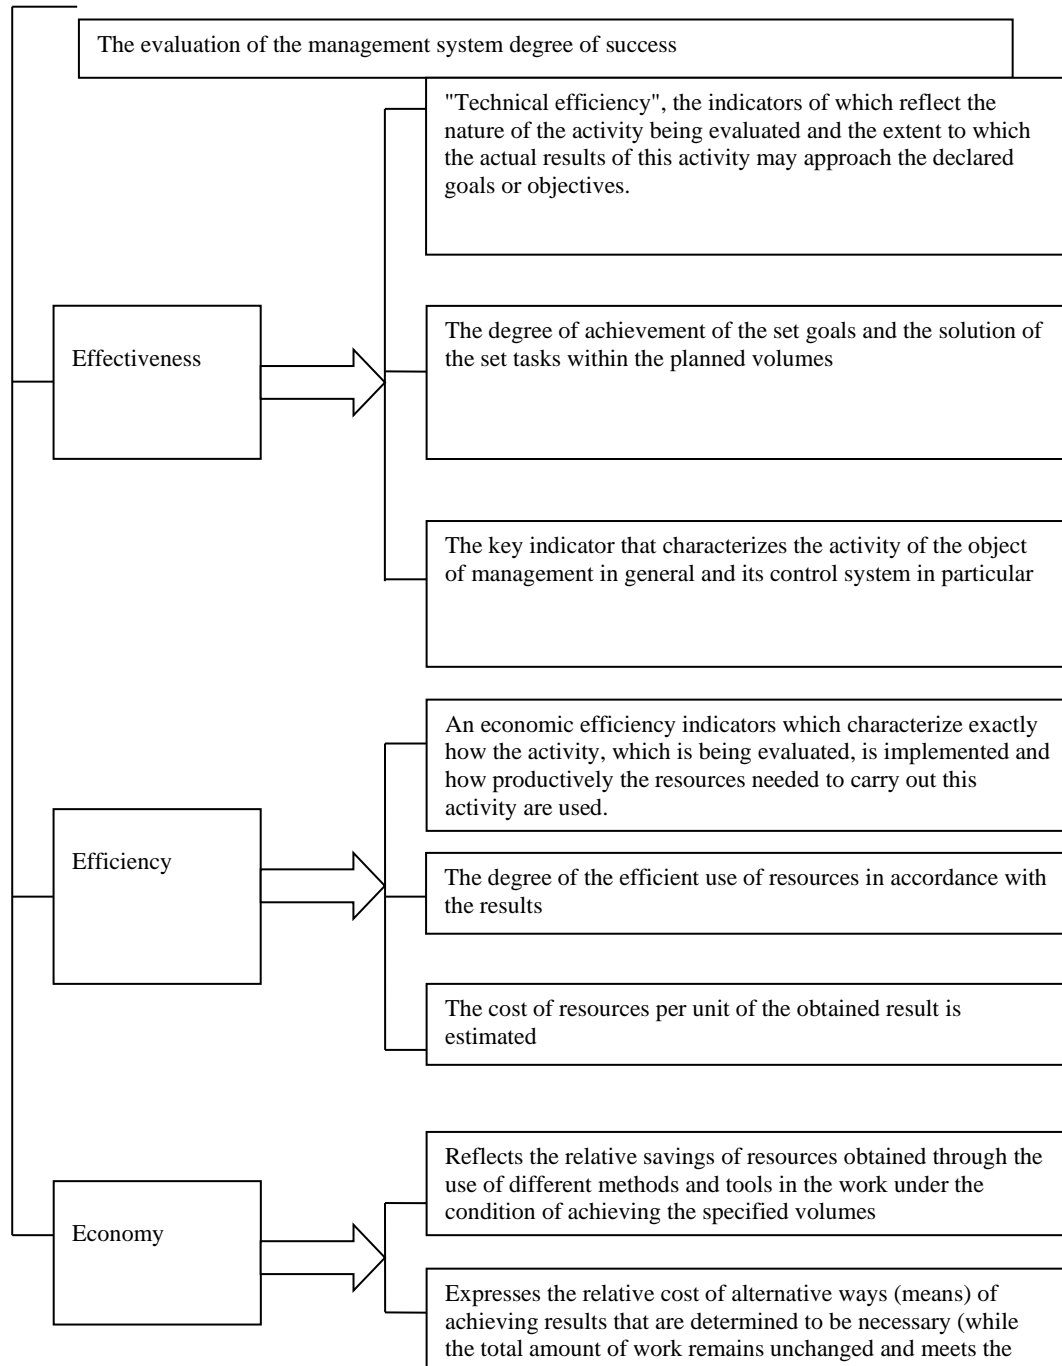 The evaluation of the management system degree of success
"Technical efficiency", the indicators of which reflect the
nature of the activity being evaluated and the extent to which
the actual results of this activity may approach the declared
goals or objectives.
Effectiveness
The degree of achievement of the set goals and the solution of
the set tasks within the planned volumes
The key indicator that characterizes the activity of the object
of management in general and its control system in particular
An economic efficiency indicators which characterize exactly
how the activity, which is being evaluated, is implemented and
how productively the resources needed to carry out this
activity are used.
Efficiency
The degree of the efficient use of resources in accordance with
the results
The cost of resources per unit of the obtained result is
estimated
Reflects the relative savings of resources obtained through the
use of different methods and tools in the work under the
condition of achieving the specified volumes
Economy
Expresses the relative cost of alternative ways (means) of
achieving results that are determined to be necessary (while
the total amount of work remains unchanged and meets the